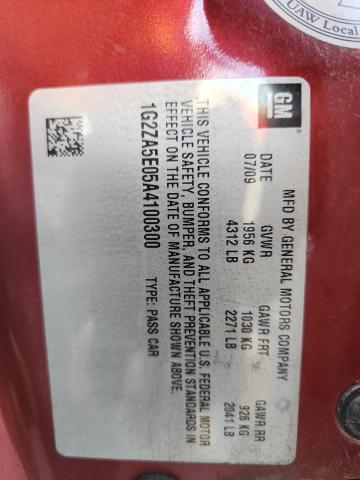 UAW Local
GM
MFD BY GENERAL MOTORS COMPANY
DATE GVWR GAWR FRT GAWR RR
07/09 1956 KG 1030 KG 926 KG
4312 LB 2271 LB 2041 LB
THIS VEHICLE CONFORMS TO ALL APPLICABLE U.S. FEDERAL MOTOR
VEHICLE SAFETY, BUMPER, AND THEFT PREVENTION STANDARDS IN
EFFECT ON THE DATE OF MANUFACTURE SHOWN ABOVE.
1G2ZA5E05A4100300 TYPE: PASS CAR